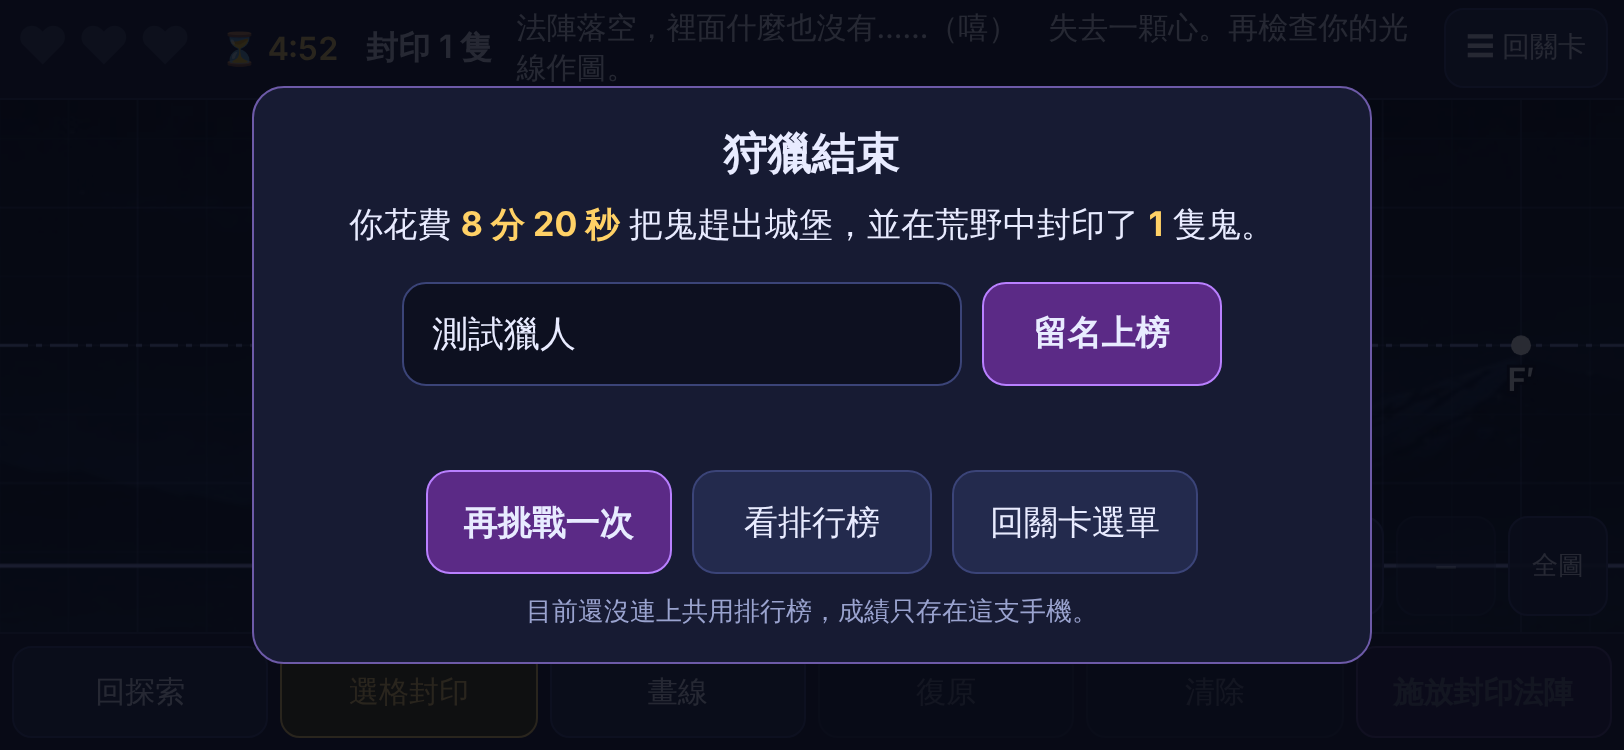 4:52 封印 1 隻
法陣落空，裡面什麼也沒有……（嘻） 失去一顆心。再檢查你的光
線作圖。
☰ 回關卡
狩獵結束
你花費 8 分 20 秒 把鬼趕出城堡，並在荒野中封印了 1 隻鬼。
測試獵人
留名上榜
F′
再挑戰一次
看排行榜
回關卡選單
－
全圖
目前還沒連上共用排行榜，成績只存在這支手機。
回探索
選格封印
畫線
復原
清除
施放封印法陣